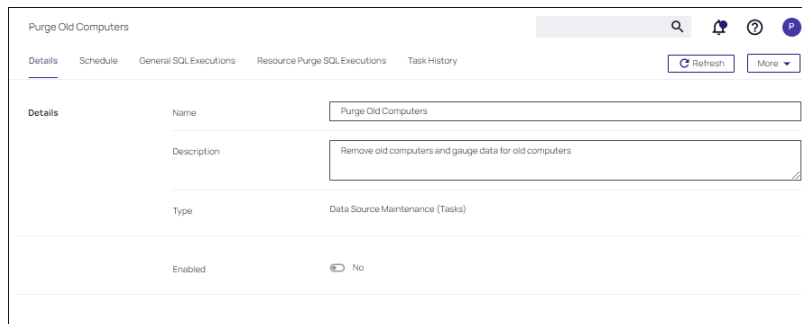 Purge Old Computers
P
Details Schedule General SQL Executions Resource Purge SQL Executions Task History Refresh More
Details Name Purge Old Computers
Description Remove old computers and gauge data for old computers
Type Data Source Maintenance (Tasks)
Enabled No